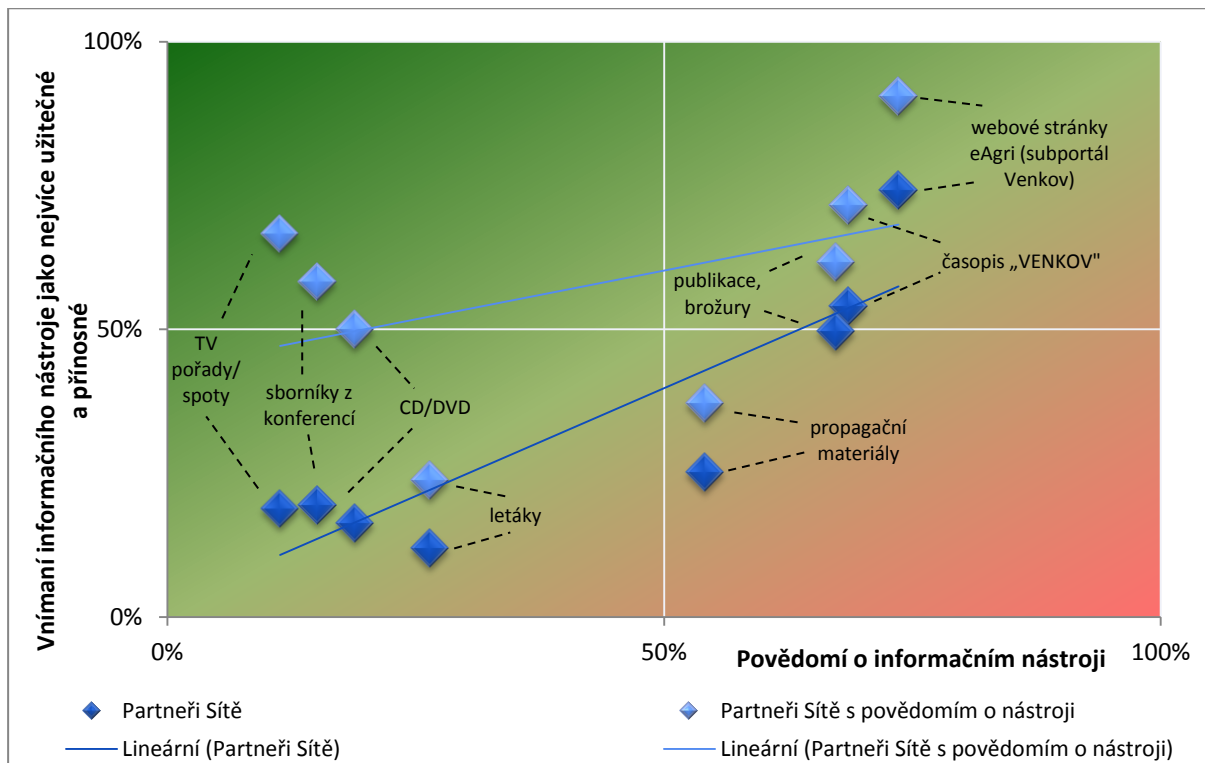 Vnímaní informačního nástroje jako nejvíce užitečné
a přínosné
100%
50%
0%
webové stránky
eAgri (subportál
Venkov)
časopis „VENKOV"
publikace,
brožury
TV
pořady/
spoty
sborníky z
konferencí
CD/DVD
letáky
propagační
materiály
0%
50%
100%
Povědomí o informačním nástroji
Partneři Sítě
Partneři Sítě s povědomím o nástroji
Lineární (Partneři Sítě)
Lineární (Partneři Sítě s povědomím o nástroji)